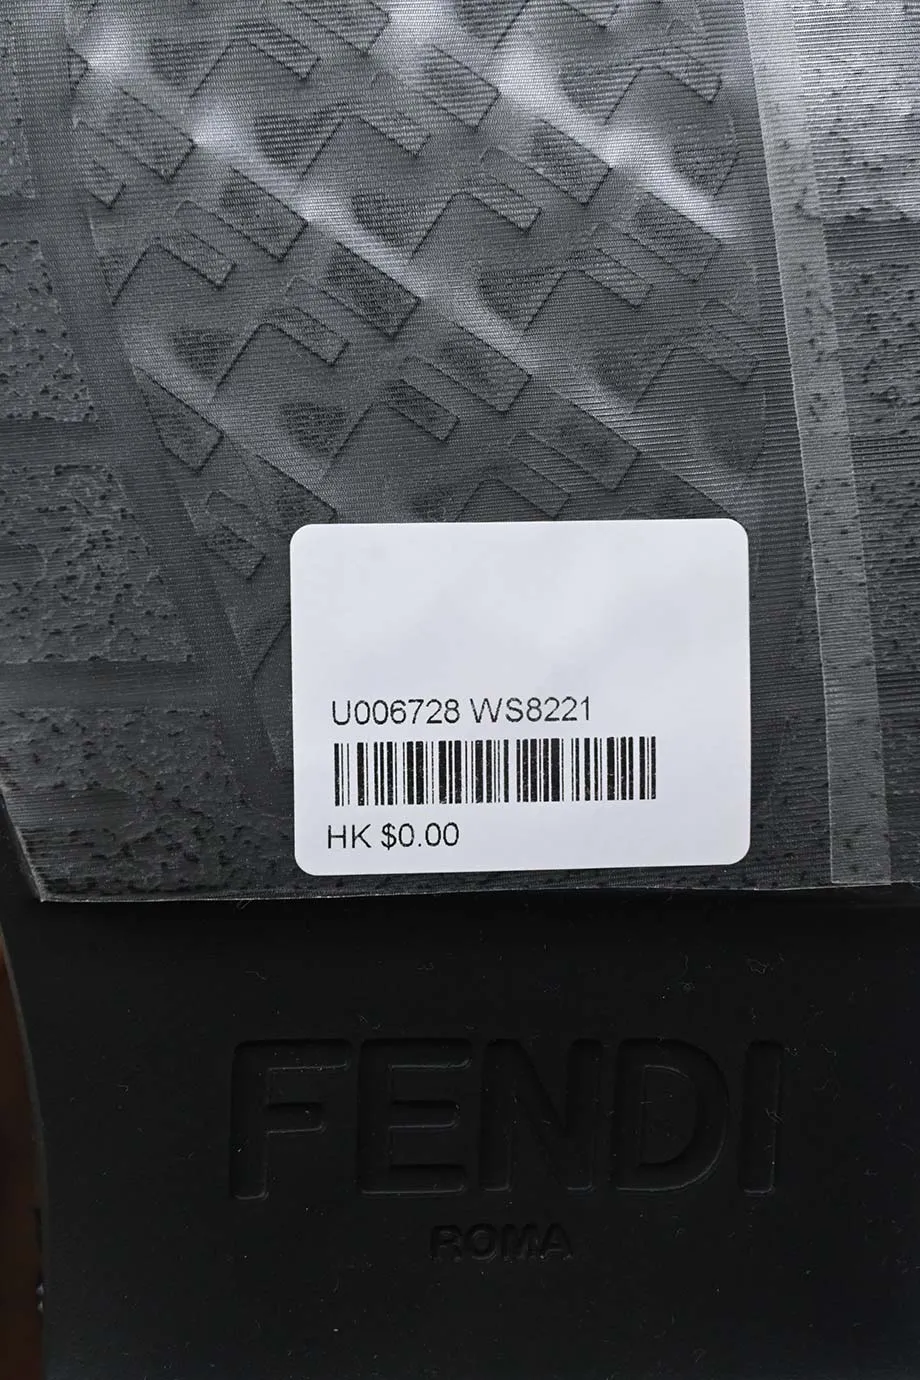 U006728 WS8221
HK $0.00
FENDI
ROMA